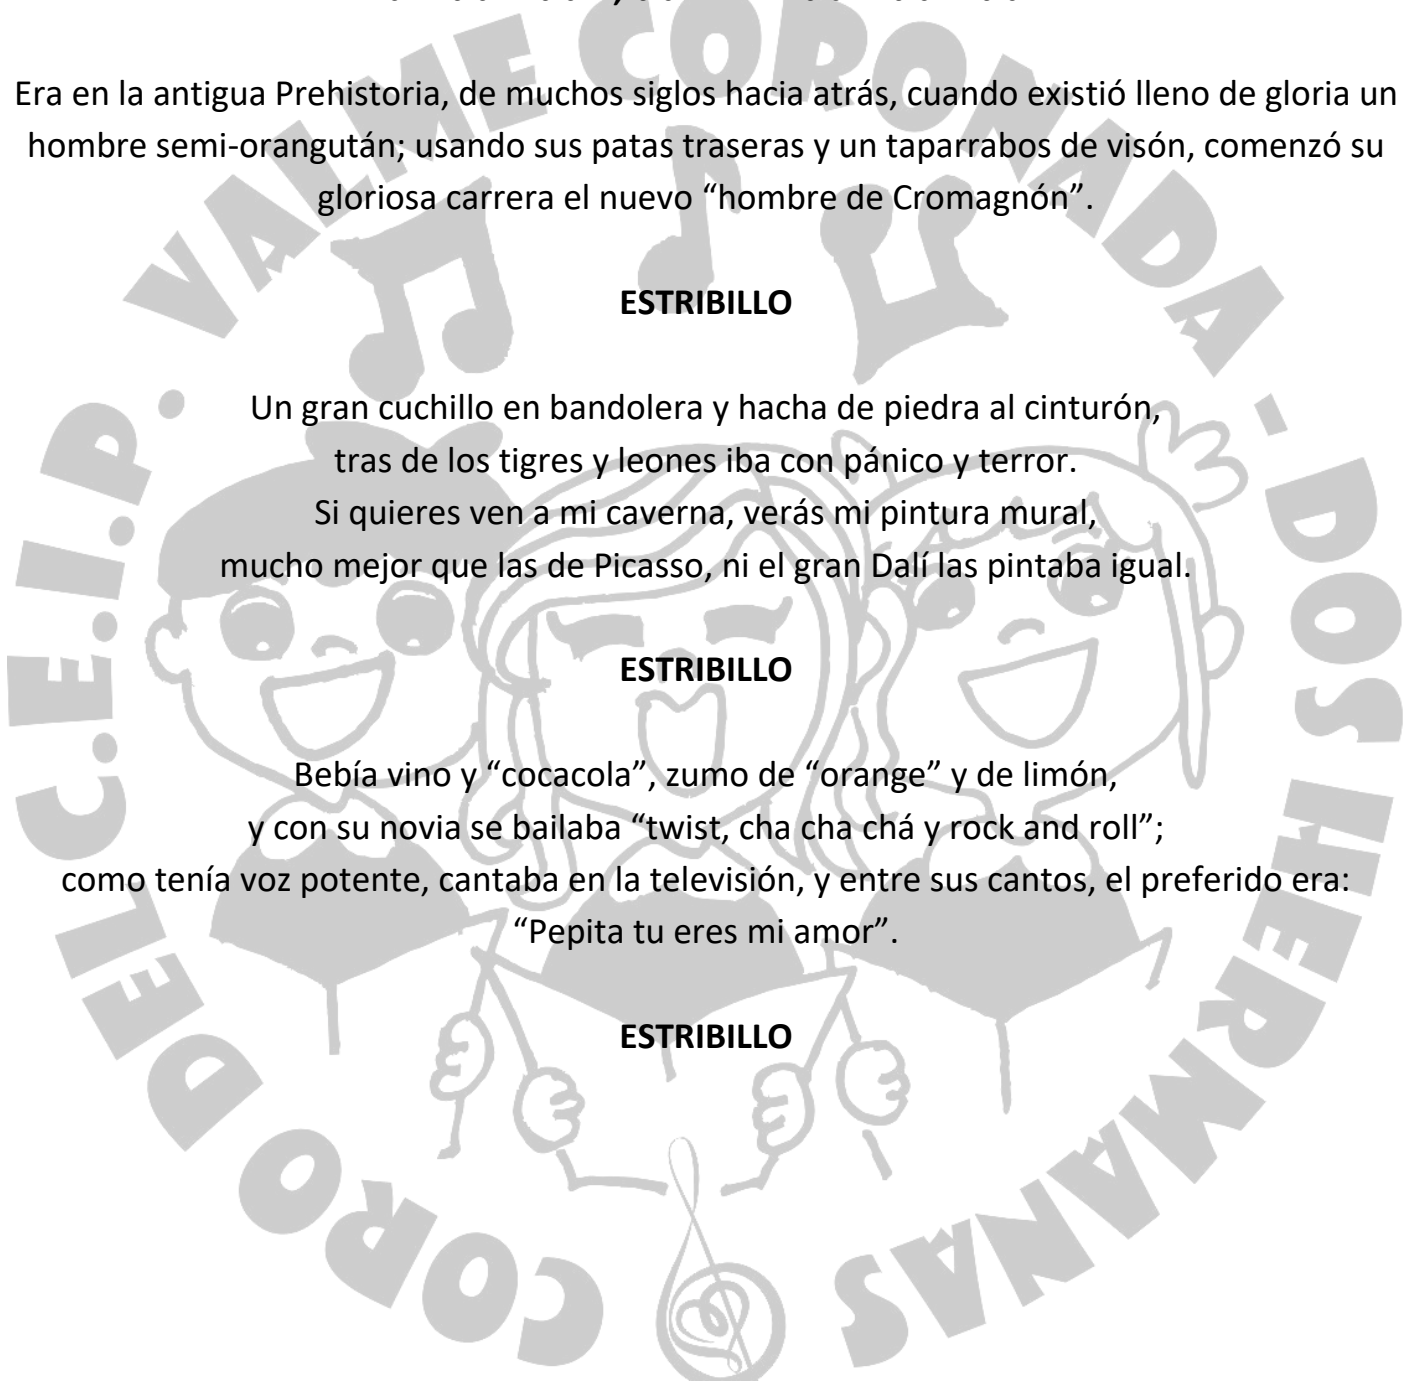 Era en la antigua Prehistoria, de muchos siglos hacia atrás, cuando existió lleno de gloria un
hombre semi-orangután; usando sus patas traseras y un taparrabos de visón, comenzó su
gloriosa carrera el nuevo “hombre de Cromagnón”.
ESTRIBILLO
Un gran cuchillo en bandolera y hacha de piedra al cinturón,
tras de los tigres y leones iba con pánico y terror.
Si quieres ven a mi caverna, verás mi pintura mural,
mucho mejor que las de Picasso, ni el gran Dalí las pintaba igual.
ESTRIBILLO
Bebía vino y “cocacola”, zumo de “orange” y de limón,
y con su novia se bailaba “twist, cha cha chá y rock and roll”;
como tenía voz potente, cantaba en la televisión, y entre sus cantos, el preferido era:
“Pepita tu eres mi amor”.
ESTRIBILLO
CORO DEL C.E.I.P. VALME CORONADA - DOS HERMANAS